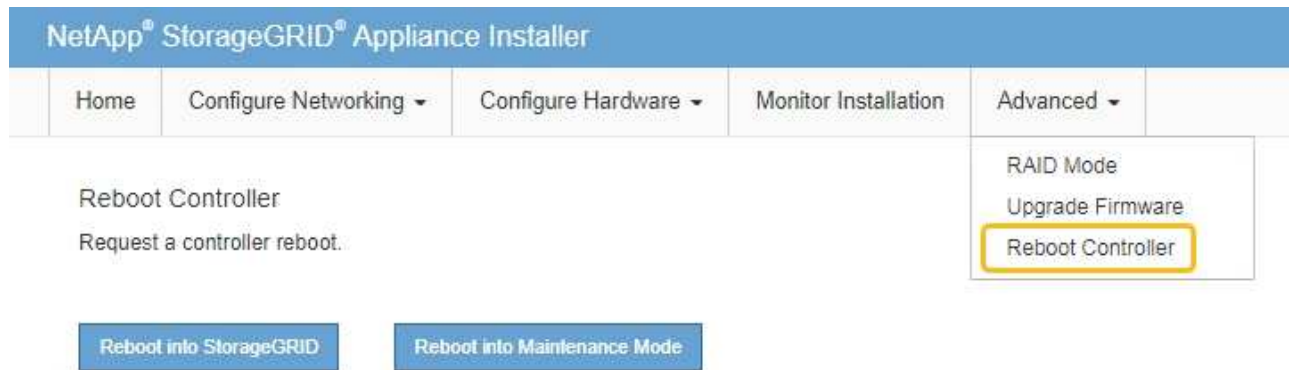 NetApp® StorageGRID® Appliance Installer
Home Configure Networking Configure Hardware Monitor Installation Advanced
RAID Mode
Upgrade Firmware
Reboot Controller
Reboot Controller
Request a controller reboot.
Reboot into StorageGRID Reboot into Maintenance Mode